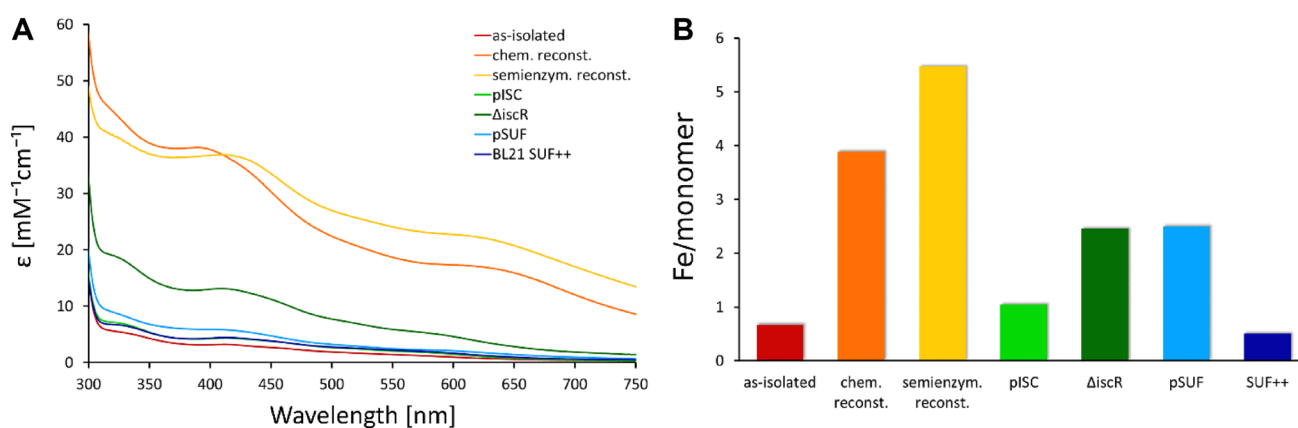 A
60
50
40
30
20
10
0
ε [mM⁻¹cm⁻¹]
300
350
400
450
500
550
600
650
700
750
Wavelength [nm]
as-isolated
chem. reconst.
semienzym. reconst.
pISC
ΔiscR
pSUF
BL21 SUF++
B
6
5
4
3
2
1
0
Fe/monomer
as-isolated
chem.
reconst.
semienzym.
reconst.
pISC
ΔiscR
pSUF
SUF++